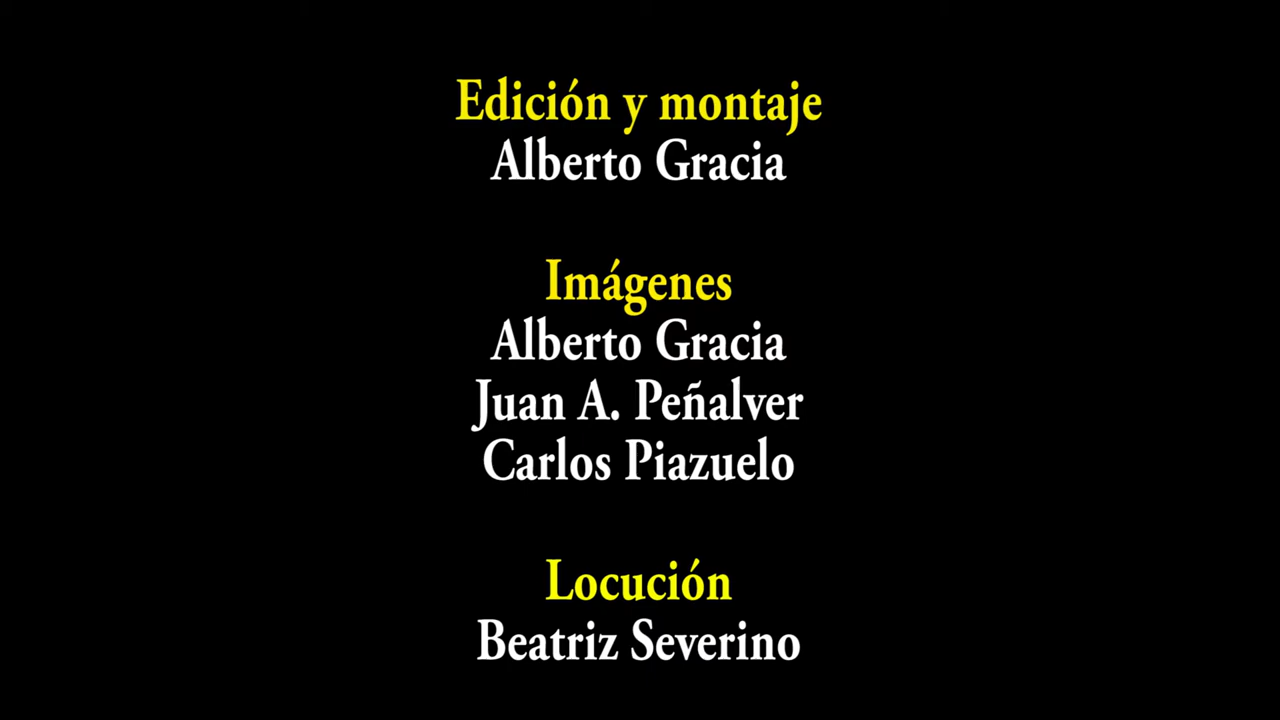 Edición y montaje
Alberto Gracia
Imágenes
Alberto Gracia
Juan A. Peñalver
Carlos Piazuelo
Locución
Beatriz Severino